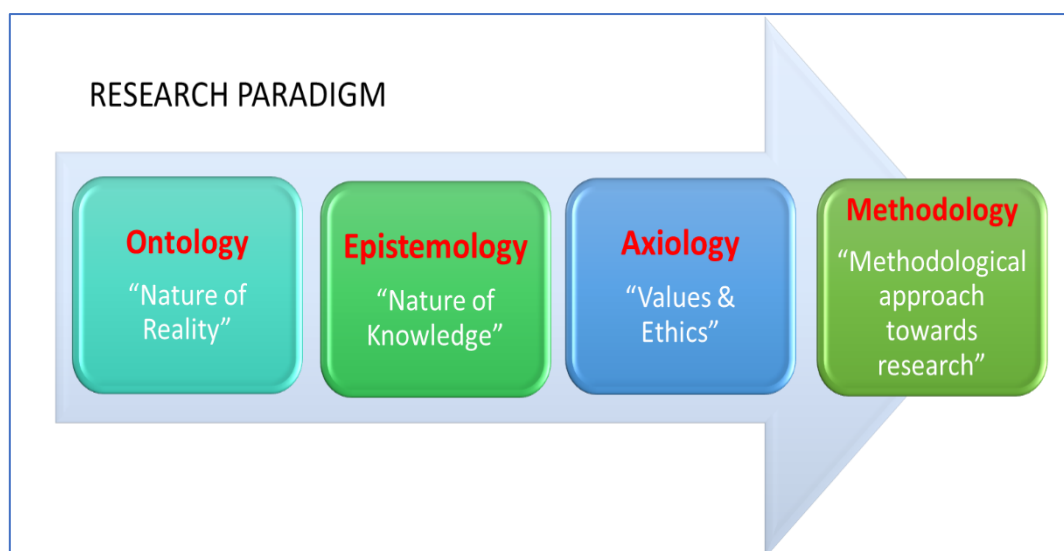 RESEARCH PARADIGM
Ontology
“Nature of
Reality”
Epistemology
“Nature of
Knowledge”
Axiology
“Values &
Ethics”
Methodology
“Methodological
approach
towards
research”